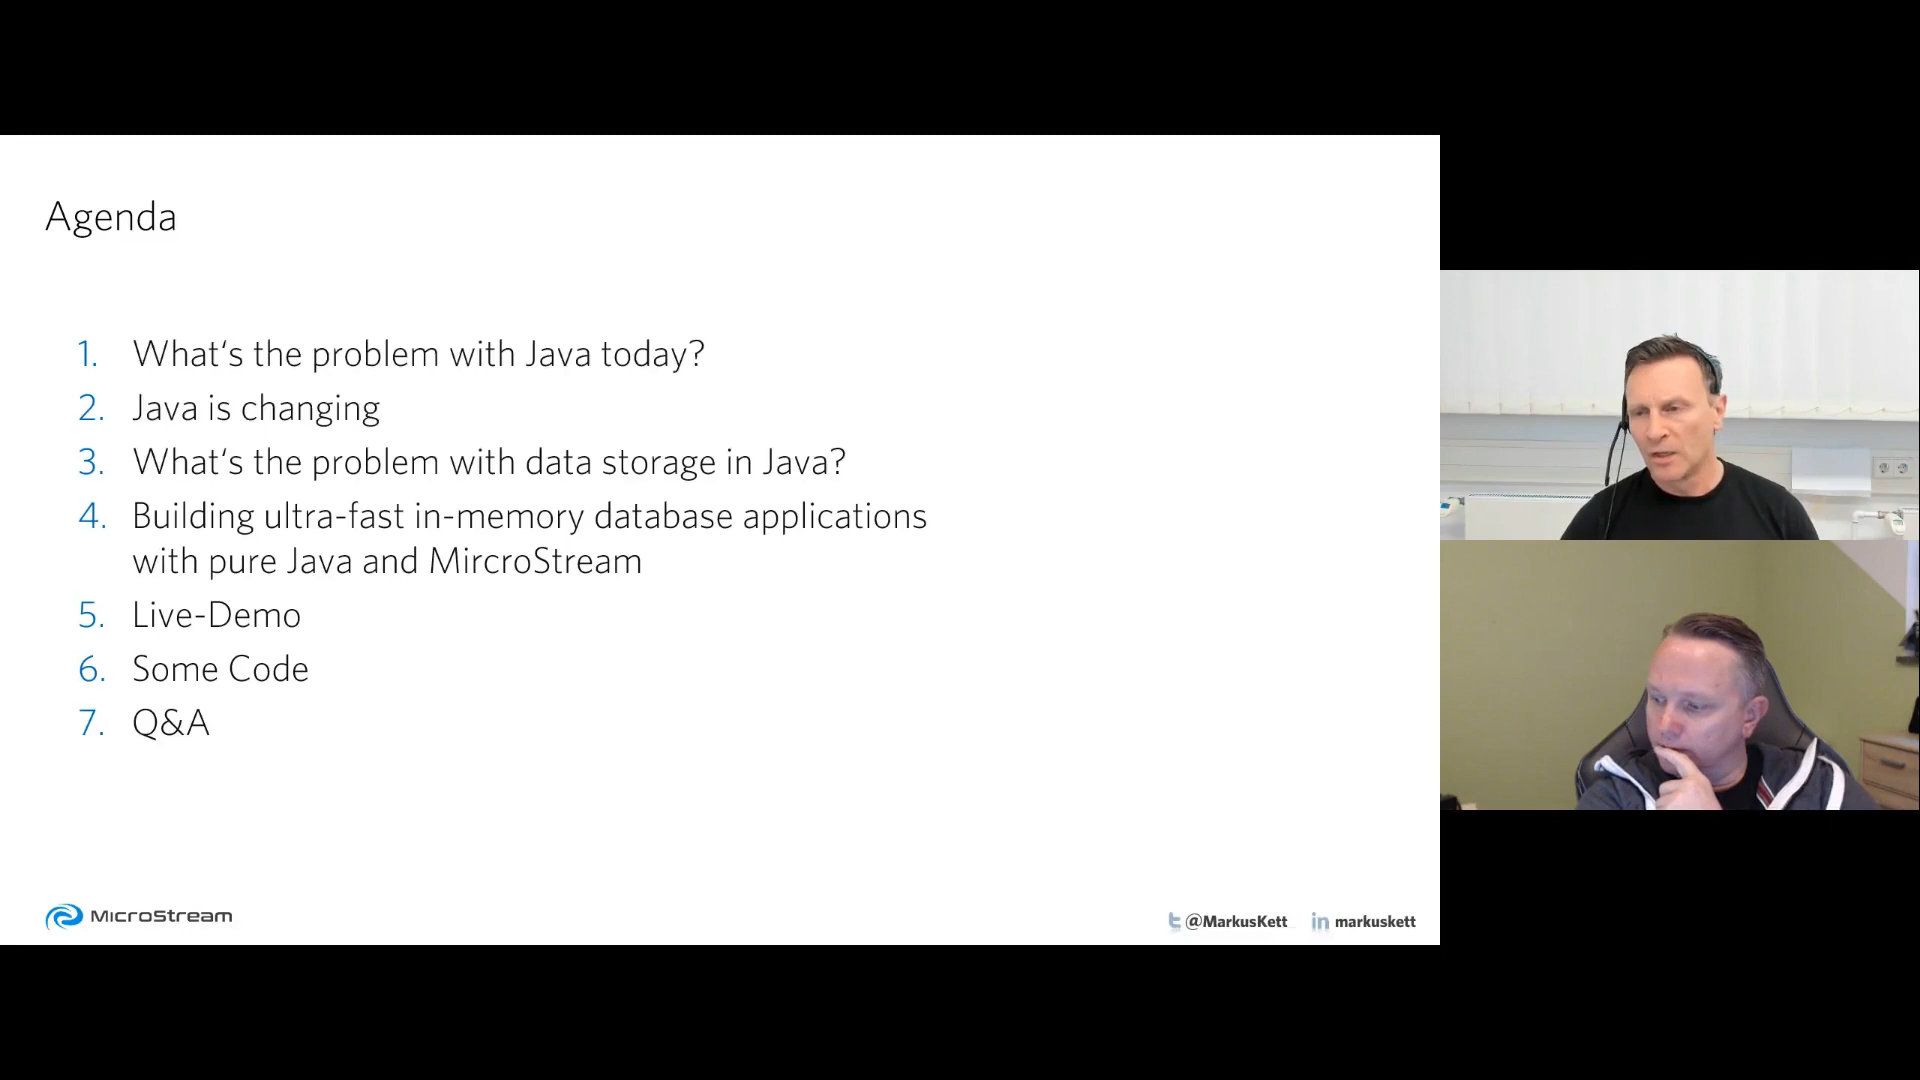 Agenda
1. What‘s the problem with Java today?
2. Java is changing
3. What‘s the problem with data storage in Java?
4. Building ultra-fast in-memory database applications
with pure Java and MircroStream
5. Live-Demo
6. Some Code
7. Q&A
MicroStream
@MarkusKett in markuskett